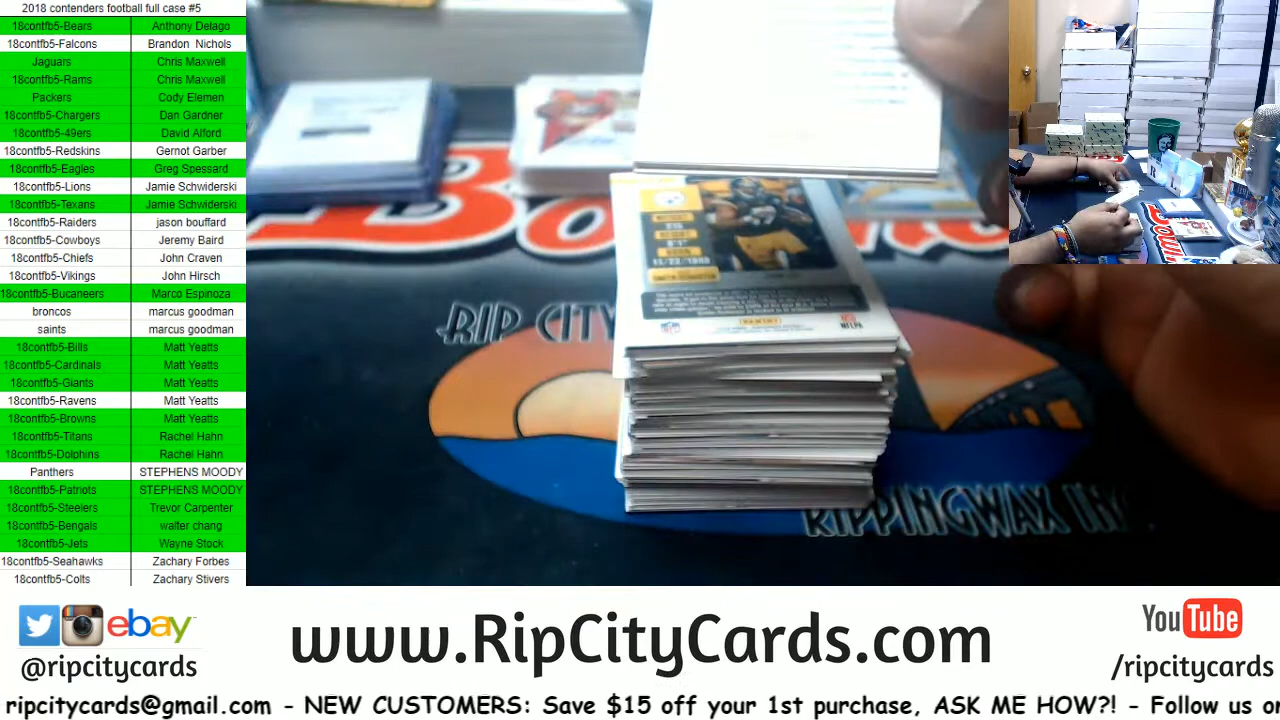 2018 contenders football full case #5
18contfb5-Bears Anthony Delago
18contfb5-Falcons Brandon Nichols
Jaguars Chris Maxwell
18contfb5-Rams Chris Maxwell
Packers Cody Elemen
18contfb5-Chargers Dan Gardner
18contfb5-49ers David Alford
18contfb5-Redskins Gernot Garber
18contfb5-Eagles Greg Spessard
18contfb5-Lions Jamie Schwiderski
18contfb5-Texans Jamie Schwiderski
18contfb5-Raiders jason bouffard
18contfb5-Cowboys Jeremy Baird
18contfb5-Chiefs John Craven
18contfb5-Vikings John Hirsch
18contfb5-Bucaneers Marco Espinoza
broncos marcus goodman
saints marcus goodman
18contfb5-Bills Matt Yeatts
18contfb5-Cardinals Matt Yeatts
18contfb5-Giants Matt Yeatts
18contfb5-Ravens Matt Yeatts
18contfb5-Browns Matt Yeatts
18contfb5-Titans Rachel Hahn
18contfb5-Dolphins Rachel Hahn
Panthers STEPHENS MOODY
18contfb5-Patriots STEPHENS MOODY
18contfb5-Steelers Trevor Carpenter
18contfb5-Bengals walter chang
18contfb5-Jets Wayne Stock
18contfb5-Seahawks Zachary Forbes
18contfb5-Colts Zachary Stivers
RIP CITY
PANINI
NFL
RIPPINGWAX IN
ebay
@ripcitycards
www.RipCityCards.com
YouTube
/ripcitycards
ripcitycards@gmail.com - NEW CUSTOMERS: Save $15 off your 1st purchase, ASK ME HOW?! - Follow us or